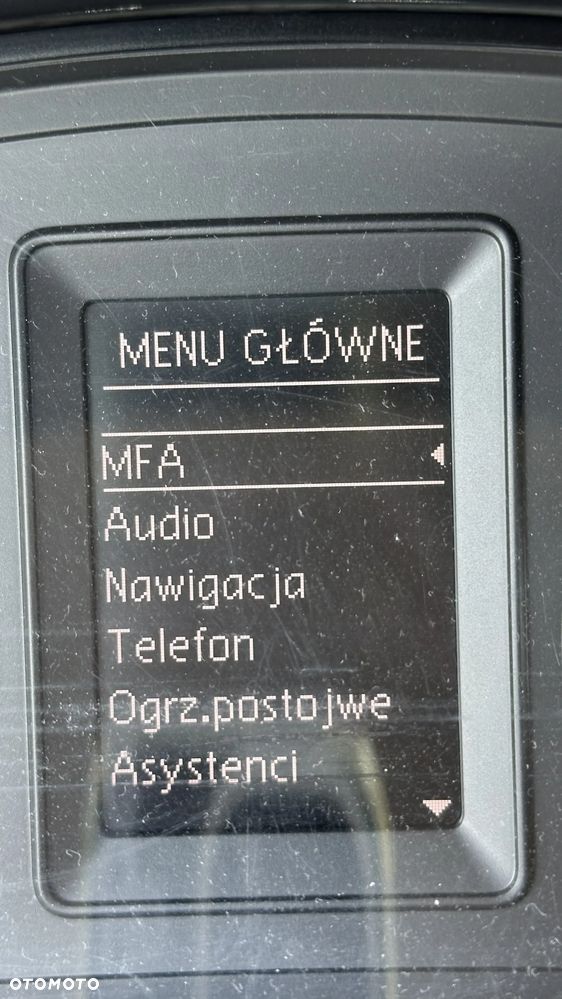 MENU GŁÓWNE
MFA
Audio
Nawigacja
Telefon
Ogrz.postojwe
Asystenci
OTOMOTO